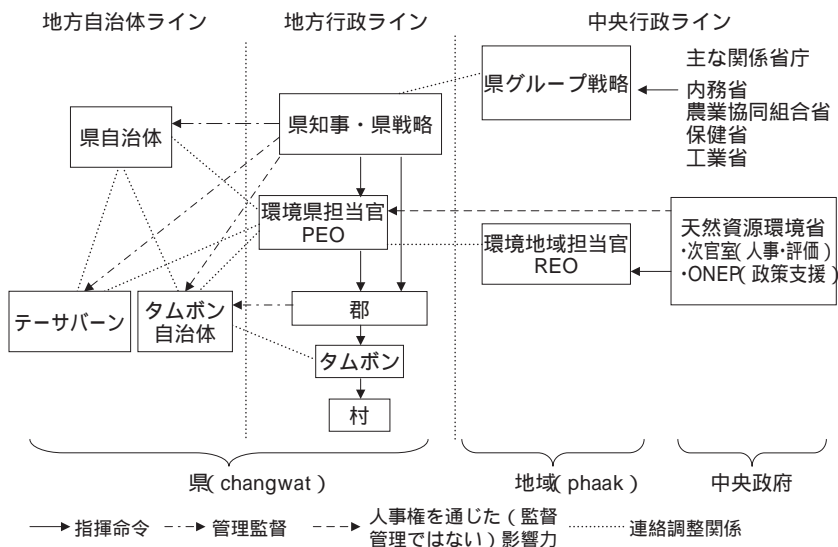 地方自治体ライン
地方行政ライン
中央行政ライン
県グループ戦略
主な関係省庁
内務省
農業協同組合省
保健省
工業省
県自治体
県知事・県戦略
環境県担当官
PEO
環境地域担当官
REO
天然資源環境省
・次官室(人事・評価)
・ONEP(政策支援)
テーサバーン
タムボン
自治体
郡
タムボン
村
県(changwat)
地域(phaak)
中央政府
指揮命令
管理監督
人事権を通じた(監督
管理ではない)影響力
連絡調整関係